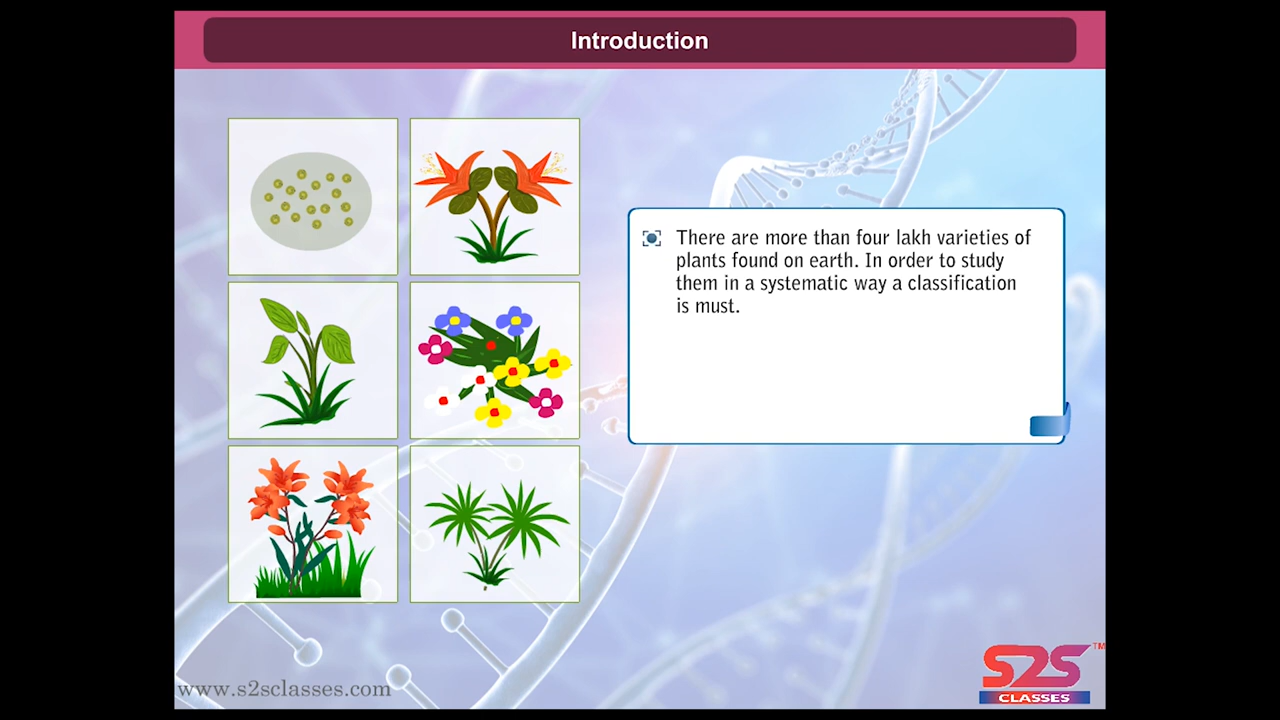 Introduction
There are more than four lakh varieties of
plants found on earth. In order to study
them in a systematic way a classification
is must.
www.s2sclasses.com
S2S TM
CLASSES